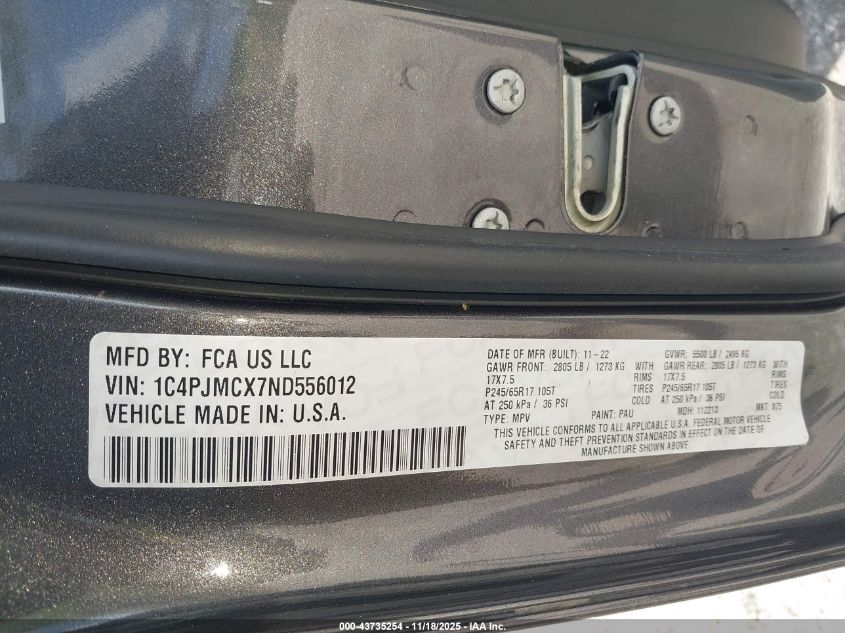 MFD BY: FCA US LLC
VIN: 1C4PJMCX7ND556012
VEHICLE MADE IN: U.S.A.
DATE OF MFR (BUILT): 11-22 GVWR: 5500 LB / 2495 KG
GAWR FRONT: 2805 LB / 1273 KG WITH GAWR REAR: 2805 LB / 1273 KG WITH
17X7.5 RIMS 17X7.5 RIMS
P245/65R17 105T TIRES P245/65R17 105T TIRES
AT 250 kPa / 36 PSI COLD AT 250 kPa / 36 PSI COLD
TYPE: MPV PAINT: PAU MDH: 112213 MKT: 875
THIS VEHICLE CONFORMS TO ALL APPLICABLE U.S.A. FEDERAL MOTOR VEHICLE
SAFETY AND THEFT PREVENTION STANDARDS IN EFFECT ON THE DATE OF
MANUFACTURE SHOWN ABOVE.
000-43735254 - 11/18/2025 - IAA Inc.